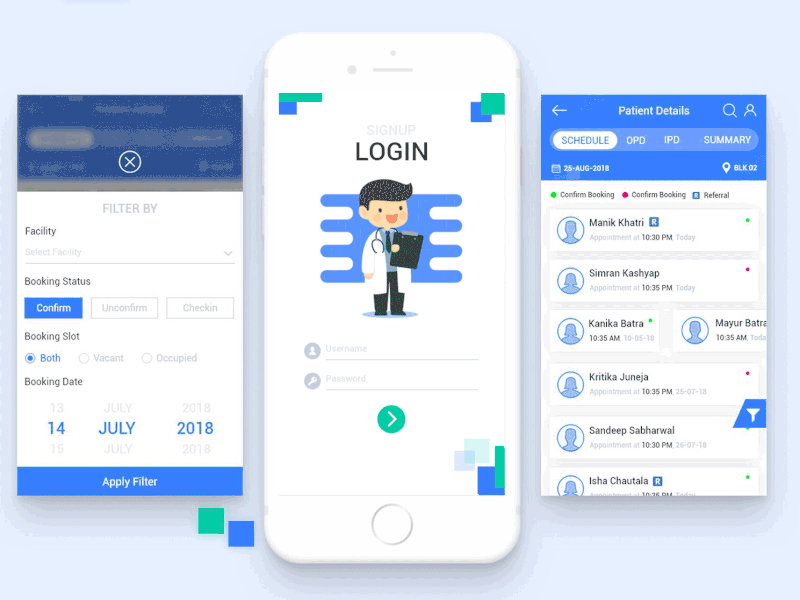 FILTER BY
Facility
Select Facility
Booking Status
Confirm Unconfirm Checkin
Booking Slot
Both Vacant Occupied
Booking Date
13 JULY 2018
14 JULY 2018
15 JULY 2018
Apply Filter
SIGNUP
LOGIN
Username
Password
Patient Details
SCHEDULE OPD IPD SUMMARY
25-AUG-2018 BLK 02
Confirm Booking Confirm Booking R Referral
Manik Khatri R
Appointment at 10:30 PM, Today
Simran Kashyap
Appointment at 10:35 PM, Today
Kanika Batra Mayur Batra
10:35 AM, 10-05-18 10:35 AM, Toda
Kritika Juneja
10:35 PM, 25-07-18
Sandeep Sabharwal
Appointment at 10:30 PM, 26-07-18
Isha Chautala R
Appointment at 10:35 PM, Today